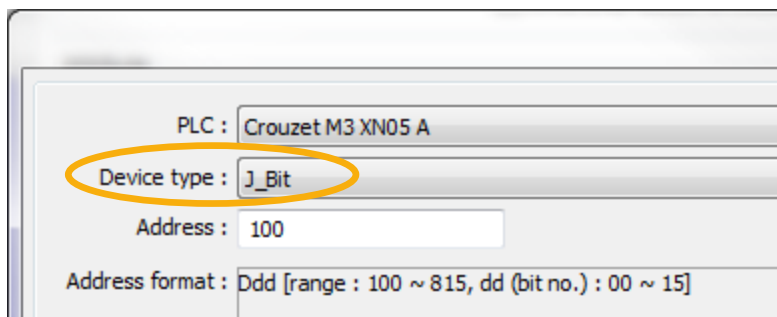 PLC : Crouzet M3 XN05 A
Device type : J_Bit
Address : 100
Address format : Ddd [range : 100 ~ 815, dd (bit no.) : 00 ~ 15]